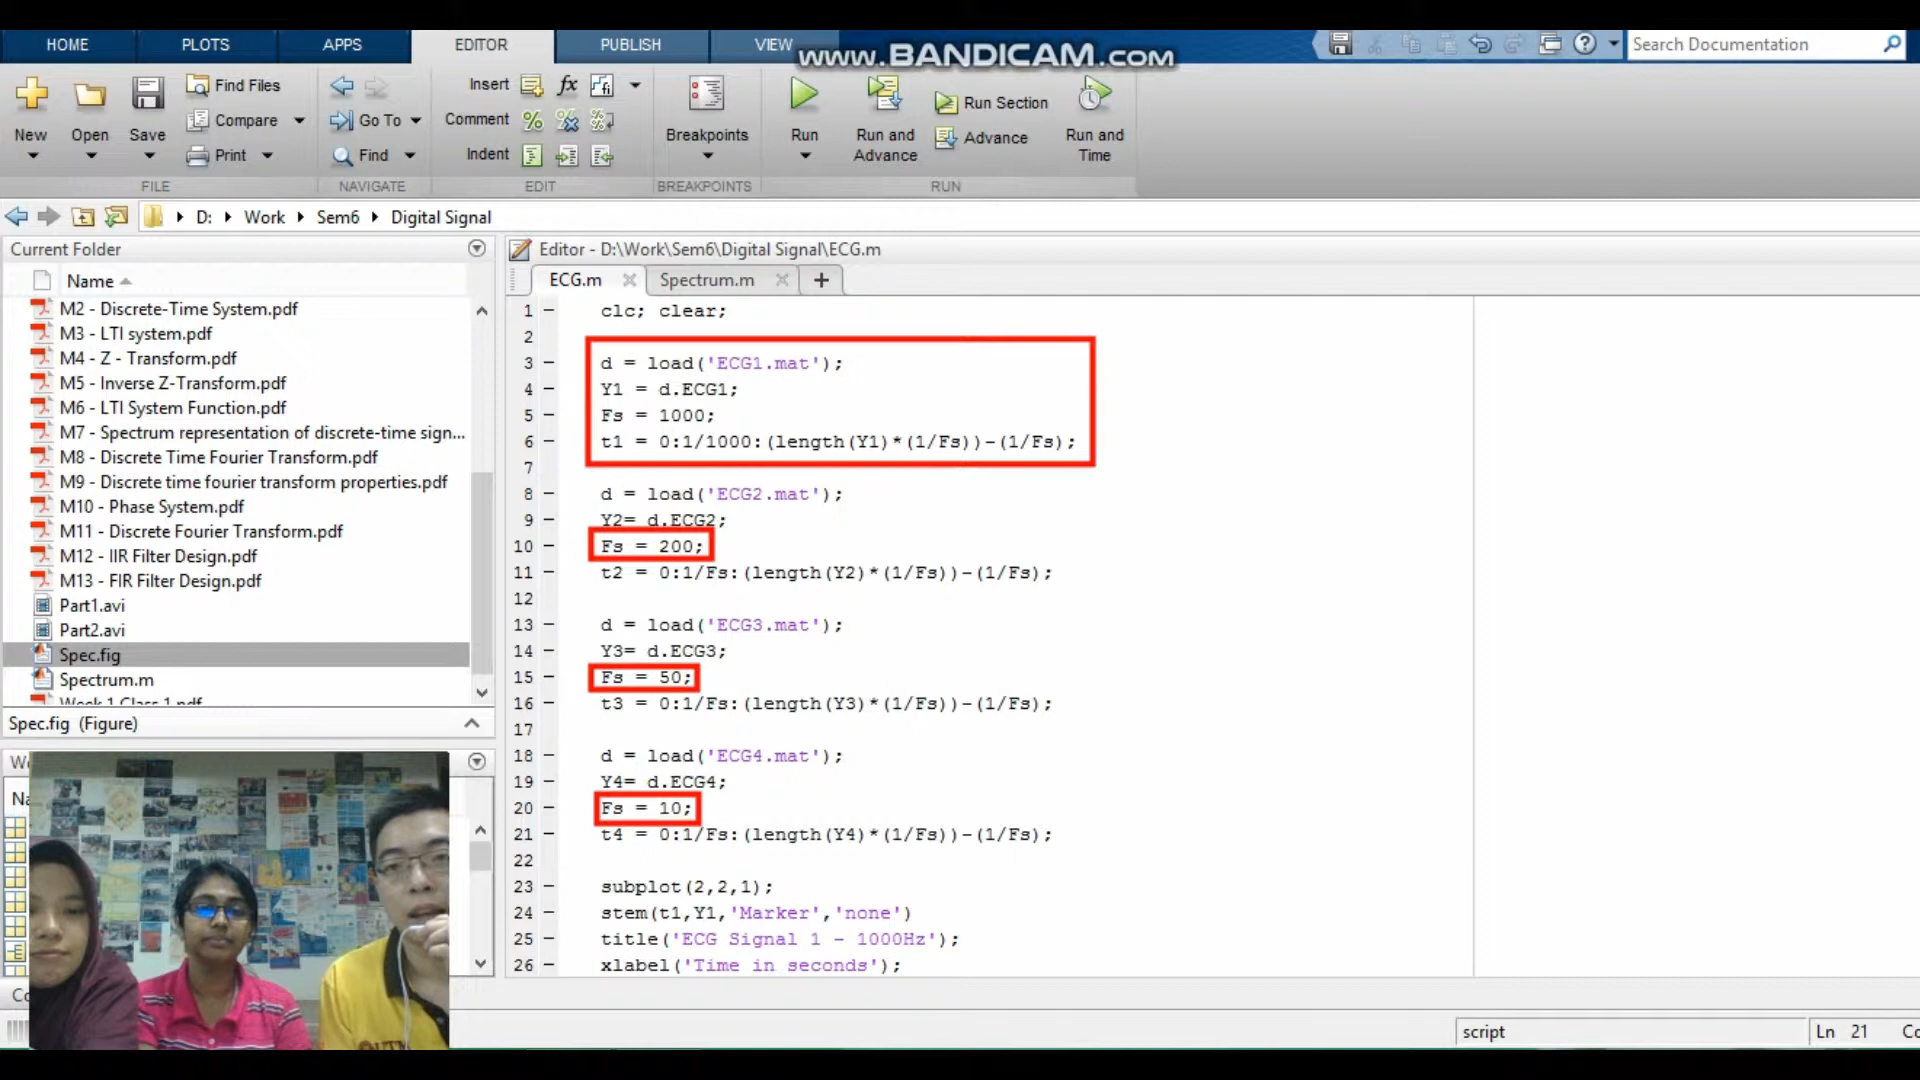 www.BANDICAM.com
HOME PLOTS APPS EDITOR PUBLISH VIEW
Search Documentation
New
Open
Save
Find Files
Compare
Print
FILE
Go To
Find
NAVIGATE
Insert
fx
Comment
Indent
EDIT
Breakpoints
BREAKPOINTS
Run
Run and Advance
Run Section
Advance
Run and Time
RUN
D: Work Sem6 Digital Signal
Current Folder
Name
M2 - Discrete-Time System.pdf
M3 - LTI system.pdf
M4 - Z - Transform.pdf
M5 - Inverse Z-Transform.pdf
M6 - LTI System Function.pdf
M7 - Spectrum representation of discrete-time sign...
M8 - Discrete Time Fourier Transform.pdf
M9 - Discrete time fourier transform properties.pdf
M10 - Phase System.pdf
M11 - Discrete Fourier Transform.pdf
M12 - IIR Filter Design.pdf
M13 - FIR Filter Design.pdf
Part1.avi
Part2.avi
Spec.fig
Spectrum.m
Week 1 Class 1.pdf
Spec.fig (Figure)
Editor - D:\Work\Sem6\Digital Signal\ECG.m
ECG.m Spectrum.m +
1 clc; clear;
2
3 d = load('ECG1.mat');
4 Y1 = d.ECG1;
5 Fs = 1000;
6 t1 = 0:1/1000:(length(Y1)*(1/Fs))-(1/Fs);
7
8 d = load('ECG2.mat');
9 Y2= d.ECG2;
10 Fs = 200;
11 t2 = 0:1/Fs:(length(Y2)*(1/Fs))-(1/Fs);
12
13 d = load('ECG3.mat');
14 Y3= d.ECG3;
15 Fs = 50;
16 t3 = 0:1/Fs:(length(Y3)*(1/Fs))-(1/Fs);
17
18 d = load('ECG4.mat');
19 Y4= d.ECG4;
20 Fs = 10;
21 t4 = 0:1/Fs:(length(Y4)*(1/Fs))-(1/Fs);
22
23 subplot(2,2,1);
24 stem(t1,Y1,'Marker','none')
25 title('ECG Signal 1 - 1000Hz');
26 xlabel('Time in seconds');
script
Ln 21